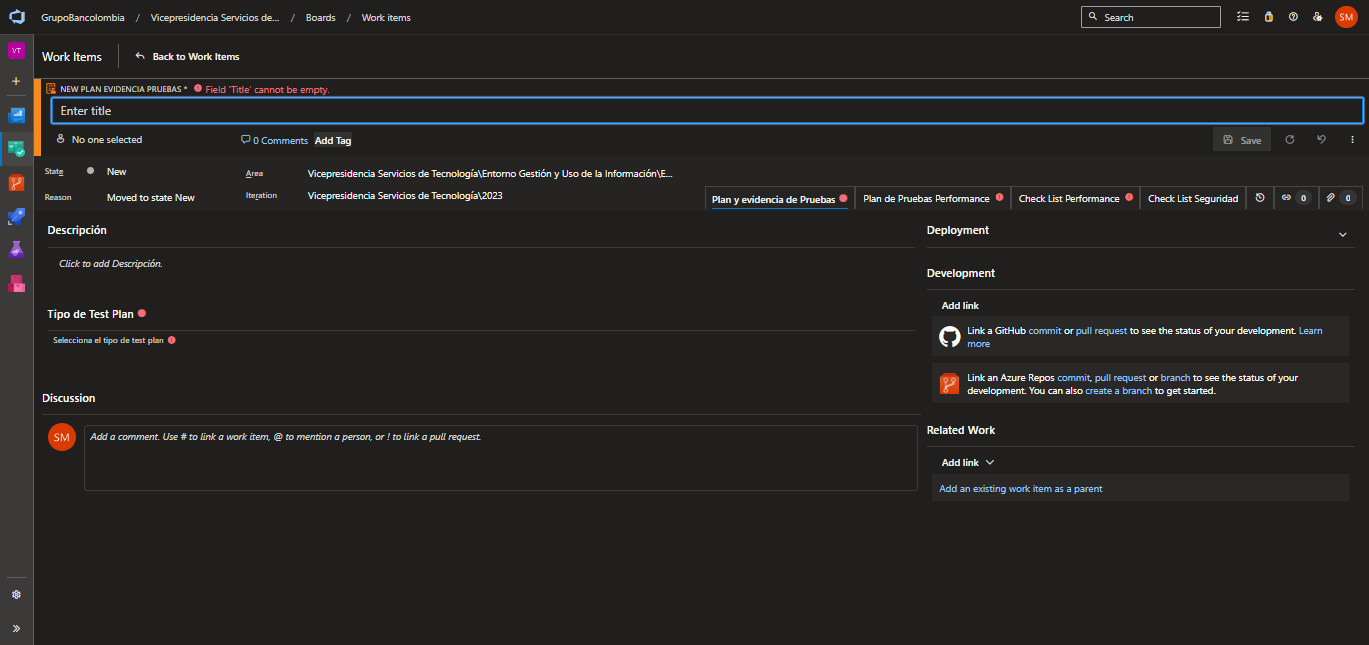 GrupoBancolombia / Vicepresidencia Servicios de... / Boards / Work items
Search
SM
VT
Work Items
Back to Work Items
NEW PLAN EVIDENCIA PRUEBAS *
Field 'Title' cannot be empty.
Enter title
No one selected
0 Comments
Add Tag
Save
State
New
Area
Vicepresidencia Servicios de Tecnología\Entorno Gestión y Uso de la Información\E...
Reason
Moved to state New
Iteration
Vicepresidencia Servicios de Tecnología\2023
Plan y evidencia de Pruebas
Plan de Pruebas Performance
Check List Performance
Check List Seguridad
0
0
Descripción
Click to add Descripción.
Tipo de Test Plan
Selecciona el tipo de test plan
Discussion
SM
Add a comment. Use # to link a work item, @ to mention a person, or ! to link a pull request.
Deployment
Development
Add link
Link a GitHub commit or pull request to see the status of your development. Learn
more
Link an Azure Repos commit, pull request or branch to see the status of your
development. You can also create a branch to get started.
Related Work
Add link
Add an existing work item as a parent